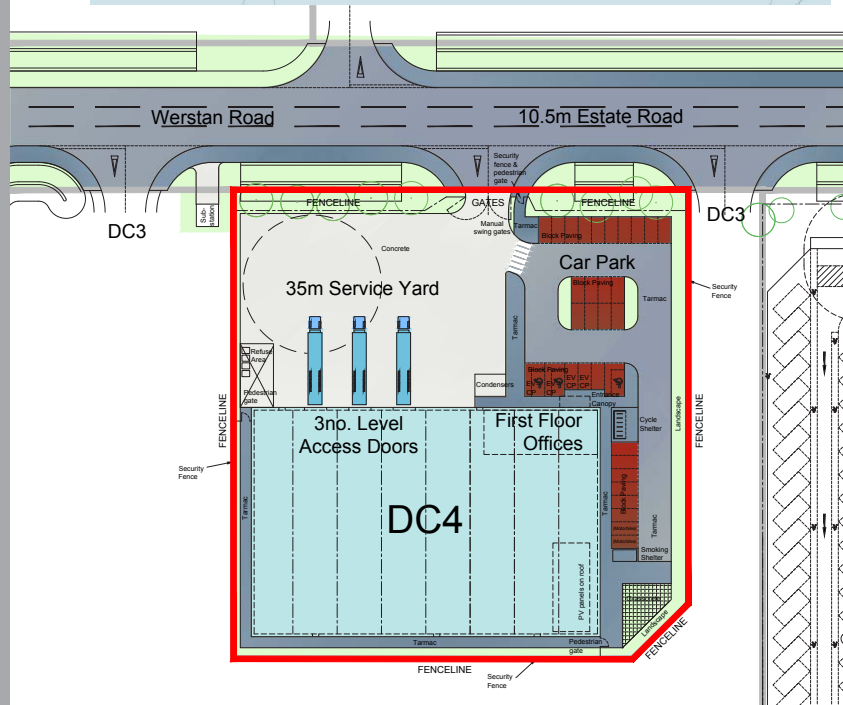 Werstan Road
10.5m Estate Road
Security
fence &
pedestrian
gate
Sub-
station
DC3
FENCELINE
GATES
FENCELINE
DC3
Manual
swing gates
Tarmac
Block Paving
Concrete
Car Park
35m Service Yard
Block Paving
Security
Fence
Tarmac
Tarmac
Refuse
Area
Pedestrian
gate
Condensers
Block Paving
EV
CP
EV
CP
EV
CP
EV
CP
Entrance
Canopy
Landscape
FENCELINE
FENCELINE
3no. Level
Access Doors
First Floor
Offices
Cycle
Shelter
Security
Fence
Tarmac
DC4
Tarmac
Block Paving
Tarmac
Smoking
Shelter
PV panels on roof
Landscape
FENCELINE
Tarmac
Pedestrian
gate
FENCELINE
Security
Fence